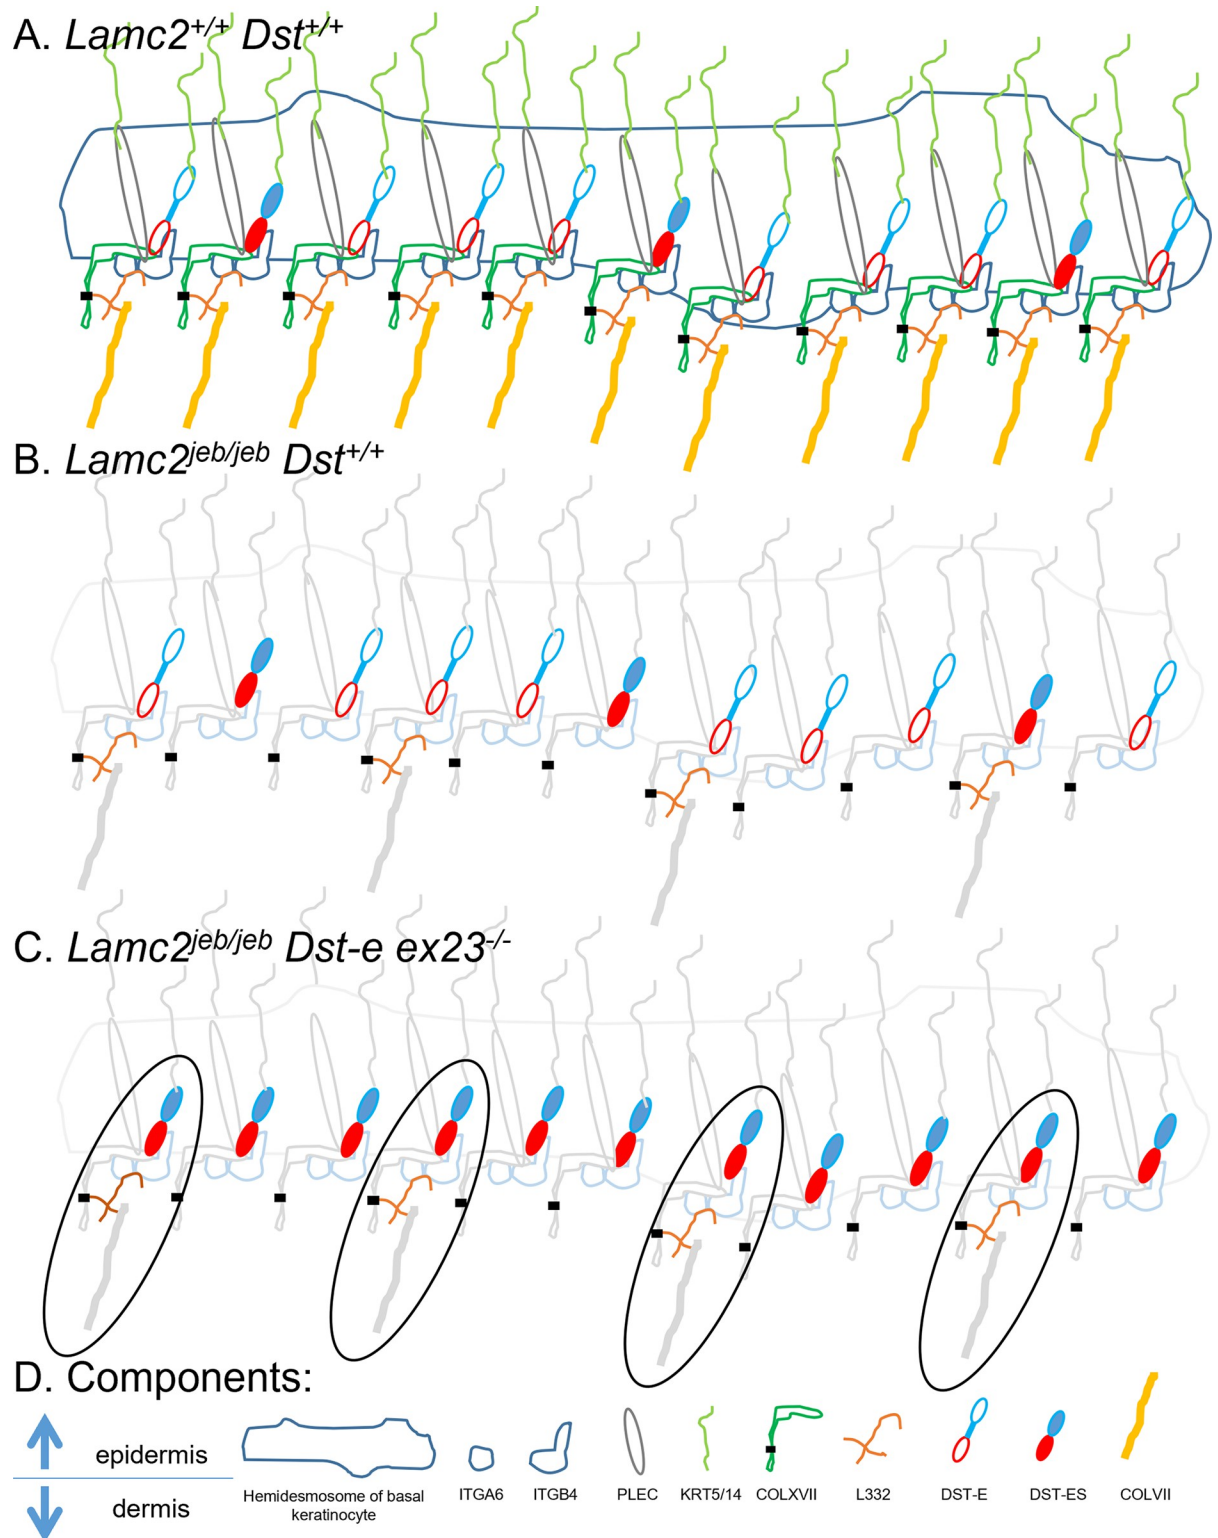 A. Lamc2+/+ Dst+/+
B. Lamc2jeb/jeb Dst+/+
C. Lamc2jeb/jeb Dst-e ex23-/-
D. Components:
epidermis
dermis
Hemidesmosome of basal
keratinocyte
ITGA6
ITGB4
PLEC
KRT5/14
COLXVII
L332
DST-E
DST-ES
COLVII